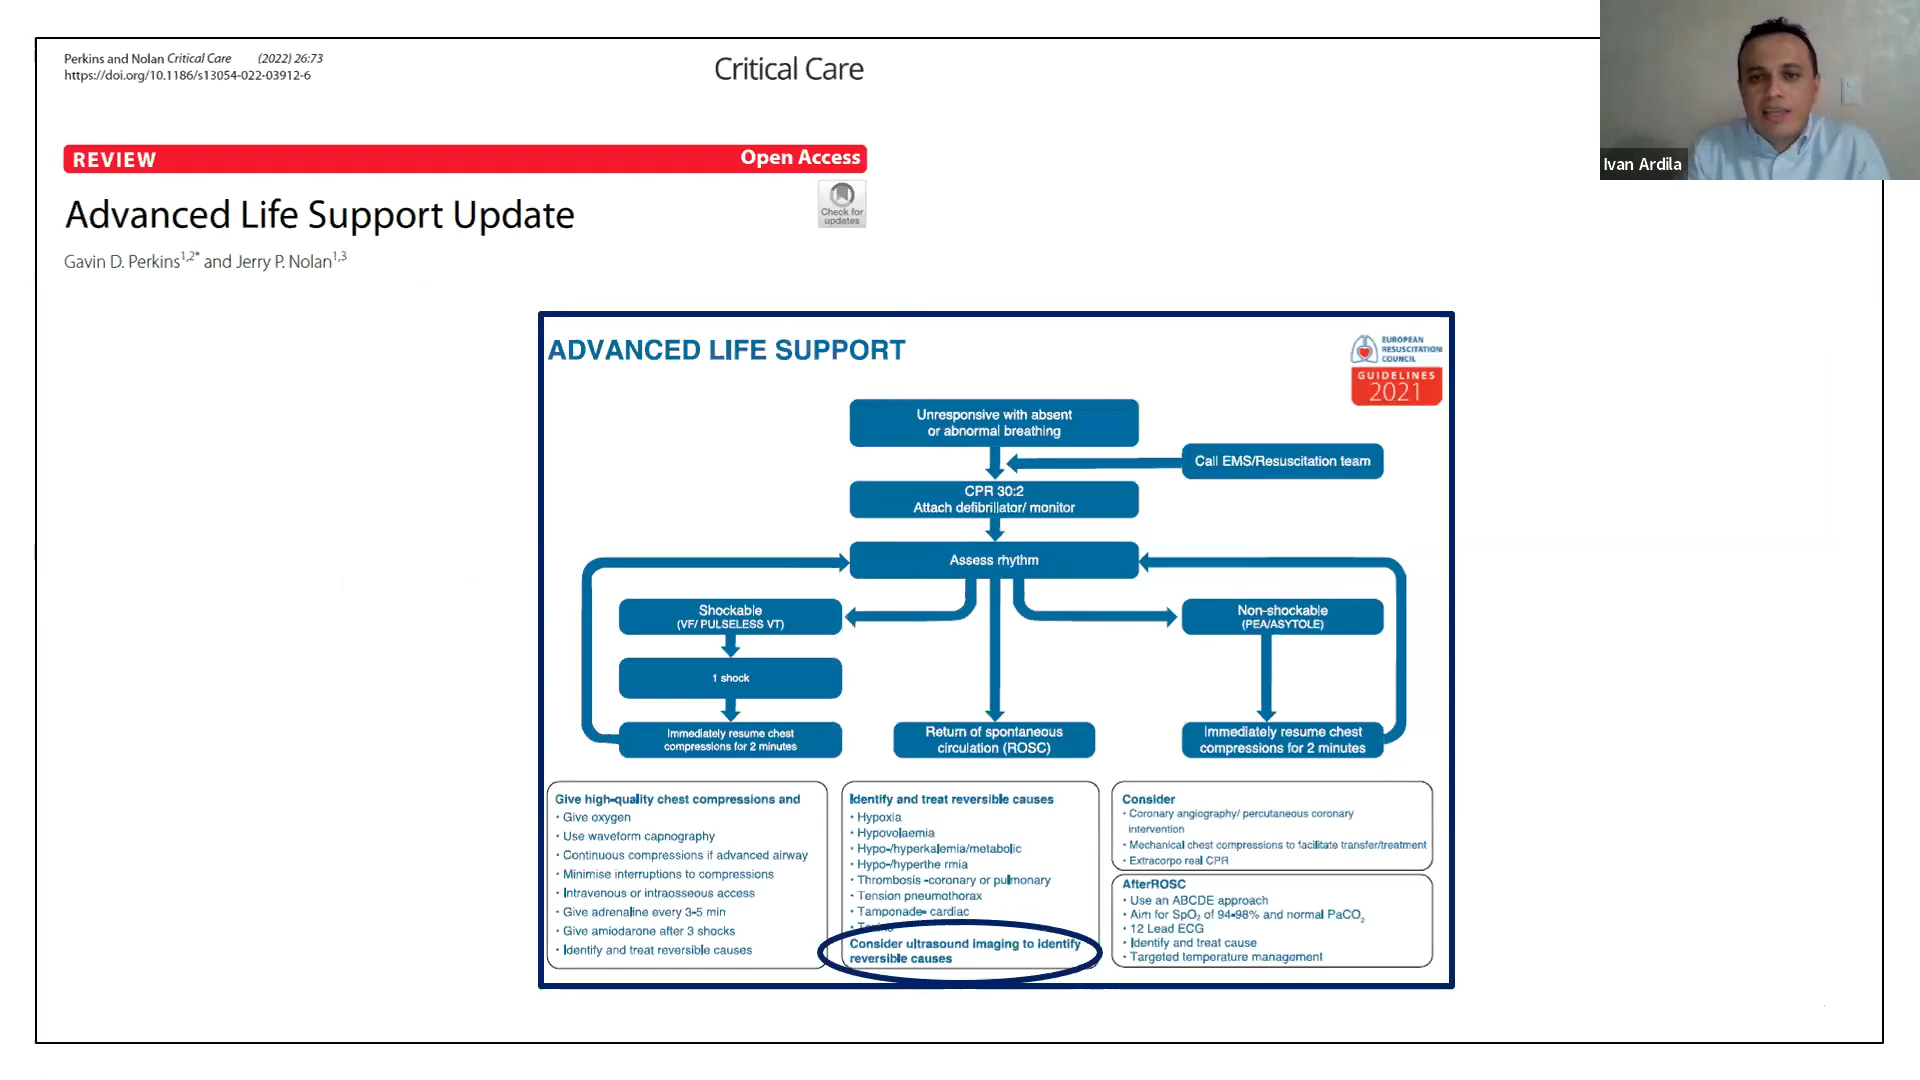 Perkins and Nolan Critical Care (2022) 26:73
https://doi.org/10.1186/s13054-022-03912-6
Critical Care
REVIEW
Open Access
Advanced Life Support Update
Check for
updates
Gavin D. Perkins1,2* and Jerry P. Nolan1,3
Ivan Ardila
ADVANCED LIFE SUPPORT
EUROPEAN
RESUSCITATION
COUNCIL
GUIDELINES
2021
Unresponsive with absent
or abnormal breathing
Call EMS/Resuscitation team
CPR 30:2
Attach defibrillator/ monitor
Assess rhythm
Shockable
(VF/ PULSELESS VT)
Non-shockable
(PEA/ASYTOLE)
1 shock
Immediately resume chest
compressions for 2 minutes
Return of spontaneous
circulation (ROSC)
Immediately resume chest
compressions for 2 minutes
Give high-quality chest compressions and
· Give oxygen
· Use waveform capnography
· Continuous compressions if advanced airway
· Minimise interruptions to compressions
· Intravenous or intraosseous access
· Give adrenaline every 3-5 min
· Give amiodarone after 3 shocks
· Identify and treat reversible causes
Identify and treat reversible causes
· Hypoxia
· Hypovolaemia
· Hypo-/hyperkalemia/metabolic
· Hypo-/hyperthe rmia
· Thrombosis -coronary or pulmonary
· Tension pneumothorax
· Tamponade- cardiac
Consider ultrasound imaging to identify
reversible causes
Consider
· Coronary angiography/ percutaneous coronary
intervention
· Mechanical chest compressions to facilitate transfer/treatment
· Extracorpo real CPR
AfterROSC
· Use an ABCDE approach
· Aim for SpO2 of 94-98% and normal PaCO2
· 12 Lead ECG
· Identify and treat cause
· Targeted temperature management